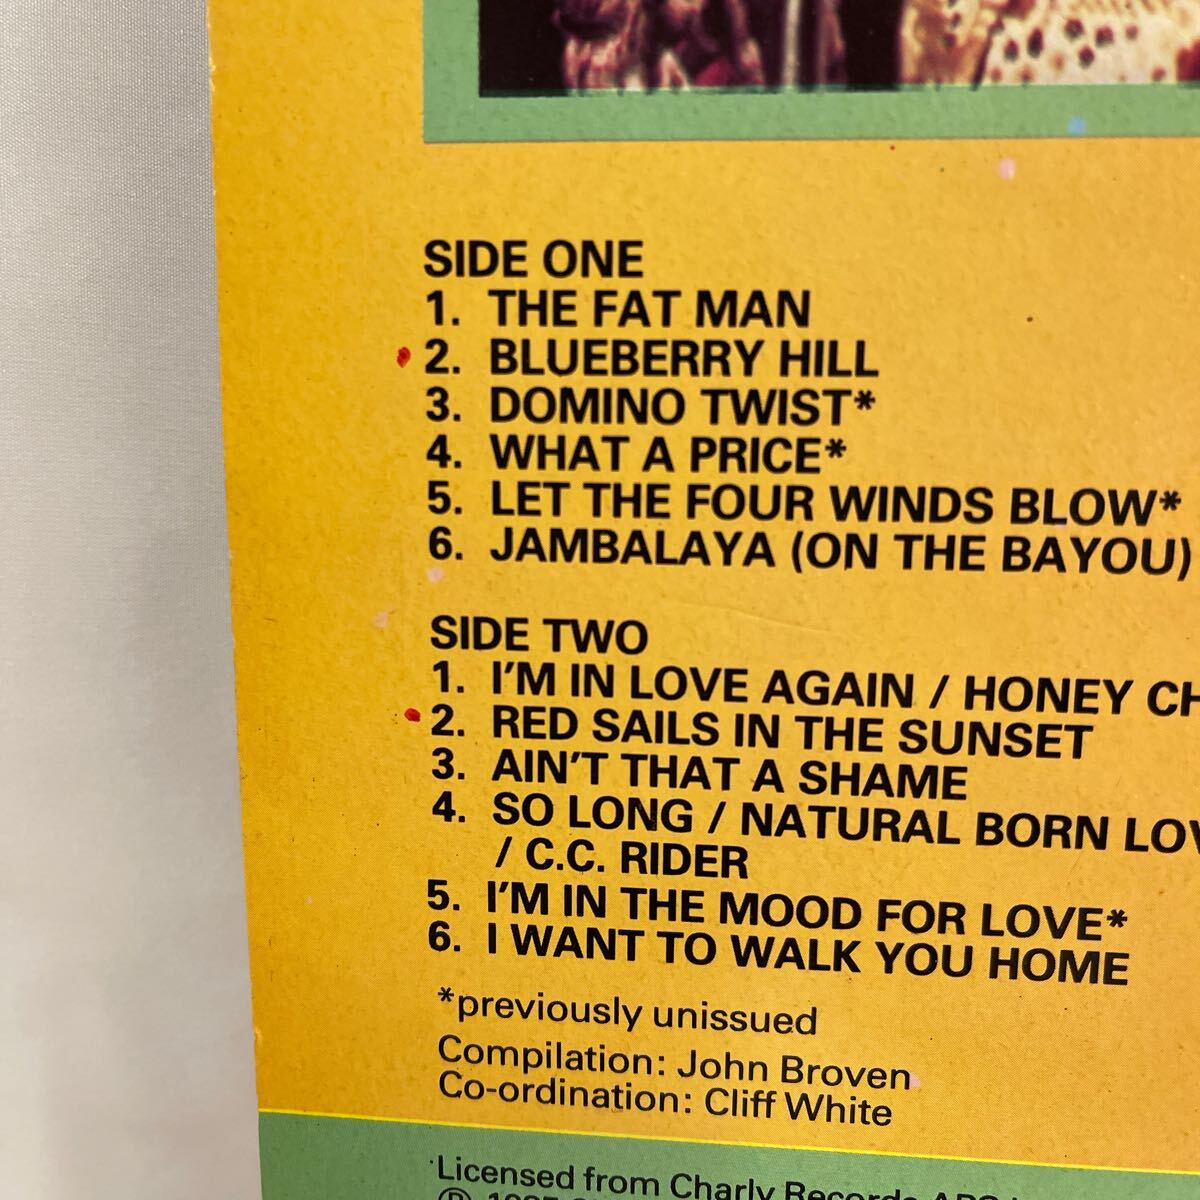 SIDE ONE
1. THE FAT MAN
2. BLUEBERRY HILL
3. DOMINO TWIST*
4. WHAT A PRICE*
5. LET THE FOUR WINDS BLOW*
6. JAMBALAYA (ON THE BAYOU)
SIDE TWO
1. I'M IN LOVE AGAIN / HONEY CH
2. RED SAILS IN THE SUNSET
3. AIN'T THAT A SHAME
4. SO LONG / NATURAL BORN LOV
/ C.C. RIDER
5. I'M IN THE MOOD FOR LOVE*
6. I WANT TO WALK YOU HOME
*previously unissued
Compilation: John Broven
Co-ordination: Cliff White
Licensed from Charly Records